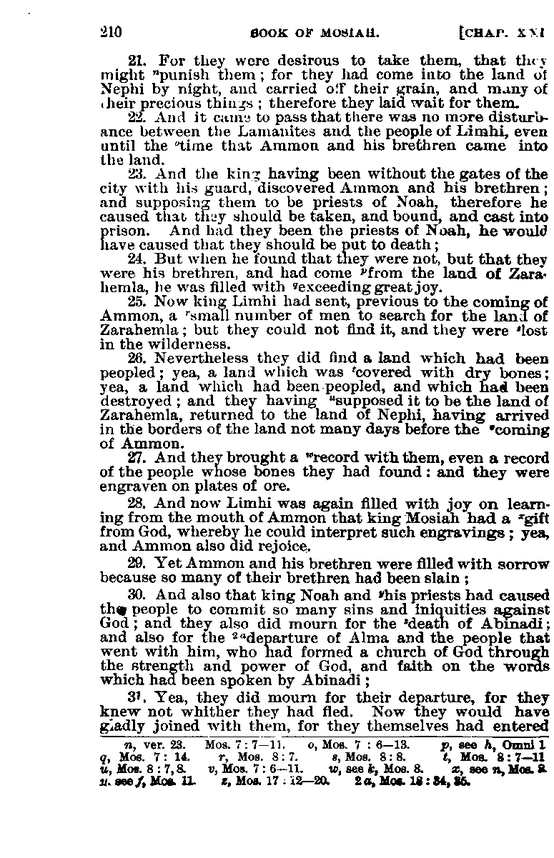 210 BOOK OF MOSIAH. [CHAP. XXI
21. For they were desirous to take them, that they
might ⁿpunish them; for they had come into the land of
Nephi by night, and carried off their grain, and many of
their precious things; therefore they laid wait for them.
22. And it came to pass that there was no more disturb-
ance between the Lamanites and the people of Limhi, even
until the ᵒtime that Ammon and his brethren came into
the land.
23. And the king having been without the gates of the
city with his guard, discovered Ammon and his brethren;
and supposing them to be priests of Noah, therefore he
caused that they should be taken, and bound, and cast into
prison. And had they been the priests of Noah, he would
have caused that they should be put to death;
24. But when he found that they were not, but that they
were his brethren, and had come ᵖfrom the land of Zara-
hemla, he was filled with ᑫexceeding great joy.
25. Now king Limhi had sent, previous to the coming of
Ammon, a ʳsmall number of men to search for the land of
Zarahemla; but they could not find it, and they were ˢlost
in the wilderness.
26. Nevertheless they did find a land which had been
peopled; yea, a land which was ᵗcovered with dry bones;
yea, a land which had been peopled, and which had been
destroyed; and they having ᵘsupposed it to be the land of
Zarahemla, returned to the land of Nephi, having arrived
in the borders of the land not many days before the ᵛcoming
of Ammon.
27. And they brought a ʷrecord with them, even a record
of the people whose bones they had found: and they were
engraven on plates of ore.
28. And now Limhi was again filled with joy on learn-
ing from the mouth of Ammon that king Mosiah had a ˣgift
from God, whereby he could interpret such engravings; yea,
and Ammon also did rejoice.
29. Yet Ammon and his brethren were filled with sorrow
because so many of their brethren had been slain;
30. And also that king Noah and ʸhis priests had caused
the people to commit so many sins and iniquities against
God; and they also did mourn for the ᶻdeath of Abinadi;
and also for the ²ᵃdeparture of Alma and the people that
went with him, who had formed a church of God through
the strength and power of God, and faith on the words
which had been spoken by Abinadi;
31. Yea, they did mourn for their departure, for they
knew not whither they had fled. Now they would have
gladly joined with them, for they themselves had entered
n, ver. 23. Mos. 7:7—11. o, Mos. 7:6—13. p, see h, Omni 1.
q, Mos. 7:14. r, Mos. 8:7. s, Mos. 8:8. t, Mos. 8:7—11
u, Mos. 8:7,8. v, Mos. 7:6—11. w, see k, Mos. 8. x, see n, Mos. 8.
y, see f, Mos. 11. z, Mos. 17:12—20. 2a, Mos. 18:34, 35.